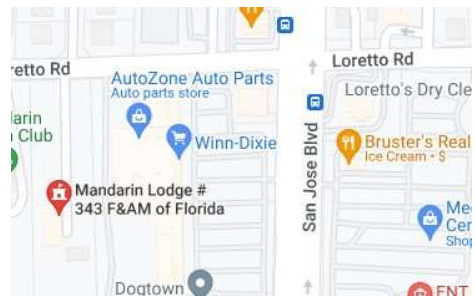 retto Rd
Loretto Rd
AutoZone Auto Parts
Auto parts store
Loretto's Dry Cle
arin
Club
Winn-Dixie
Bruster's Real
Ice Cream • $
San Jose Blvd
Mandarin Lodge #
343 F&AM of Florida
Me
Cer
Shop
Dogtown
ENT